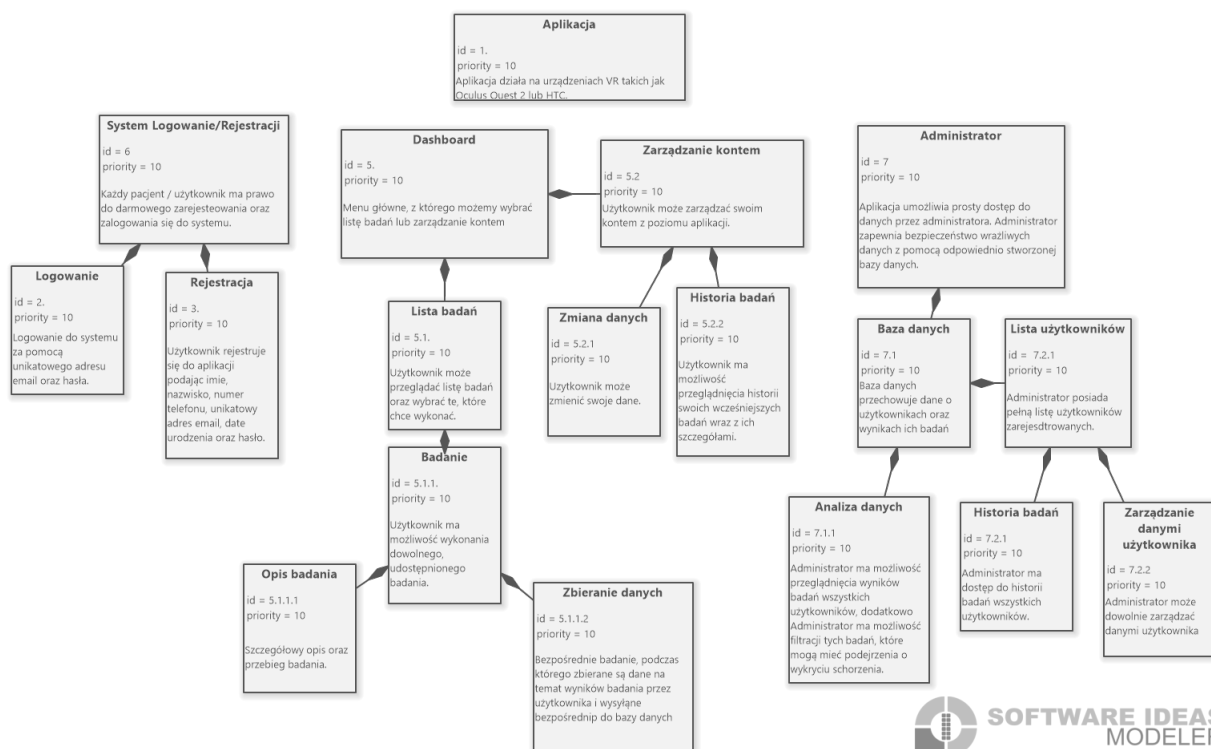 Aplikacja
id = 1.
priority = 10
Aplikacja działa na urządzeniach VR takich jak
Oculus Quest 2 lub HTC.
System Logowanie/Rejestracji
id = 6
priority = 10
Każdy pacjent / użytkownik ma prawo
do darmowego zarejesteowania oraz
zalogowania się do systemu.
Logowanie
id = 2.
priority = 10
Logowanie do systemu
za pomocą
unikatowego adresu
email oraz hasła.
Rejestracja
id = 3.
priority = 10
Użytkownik rejestruje
się do aplikacji
podając imie,
nazwisko, numer
telefonu, unikatowy
adres email, date
urodzenia oraz hasło.
Dashboard
id = 5.
priority = 10
Menu główne, z którego możemy wybrać
listę badań lub zarządzanie kontem
Zarządzanie kontem
id = 5.2
priority = 10
Użytkownik może zarządzać swoim
kontem z poziomu aplikacji.
Lista badań
id = 5.1.
priority = 10
Użytkownik może
przeglądać listę badań
oraz wybrać te, które
chce wykonać.
Zmiana danych
id = 5.2.1
priority = 10
Użytkownik może
zmienić swoje dane.
Historia badań
id = 5.2.2
priority = 10
Użytkownik ma
możliwość
przeglądnięcia historii
swoich wcześniejszych
badań wraz z ich
szczegółami.
Badanie
id = 5.1.1.
priority = 10
Użytkownik ma
możliwość wykonania
dowolnego,
udostępnionego
badania.
Opis badania
id = 5.1.1.1
priority = 10
Szczegółowy opis oraz
przebieg badania.
Zbieranie danych
id = 5.1.1.2
priority = 10
Bezpośrednie badanie, podczas
którego zbierane są dane na
temat wyników badania przez
użytkownika i wysyłąne
bezpośrednip do bazy danych
Administrator
id = 7
priority = 10
Aplikacja umożliwia prosty dostęp do
danych przez administratora. Administrator
zapewnia bezpieczeństwo wrażliwych
danych z pomocą odpowiednio stworzonej
bazy danych.
Baza danych
id = 7.1
priority = 10
Baza danych
przechowuje dane o
użytkownikach oraz
wynikach ich badań
Lista użytkowników
id = 7.2.1
priority = 10
Administrator posiada
pełną listę użytkowników
zarejesdtrowanych.
Analiza danych
id = 7.1.1
priority = 10
Administrator ma możliwość
przeglądnięcia wyników
badań wszystkich
użytkowników, dodatkowo
Administrator ma możliwość
filtracji tych badań, które
mogą mieć podejrzenia o
wykryciu schorzenia.
Historia badań
id = 7.2.1
priority = 10
Administrator ma
dostęp do historii
badań wszystkich
użytkowników.
Zarządzanie
danymi
użytkownika
id = 7.2.2
priority = 10
Administrator może
dowolnie zarządzać
danymi użytkownika
SOFTWARE IDEAS
MODELER